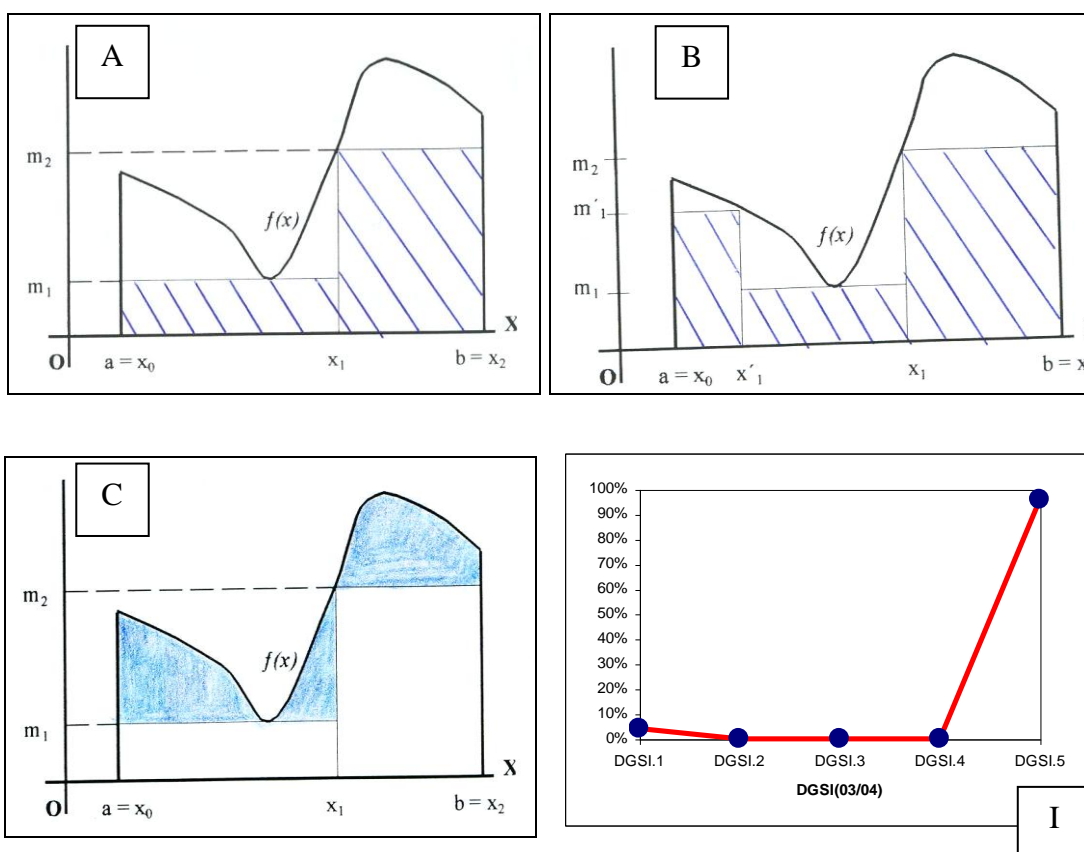 A
m₂
f(x)
m₁
X
O
a = x₀
x₁
b = x₂
B
m₂
m´₁
f(x)
m₁
O
a = x₀
x´₁
x₁
b = x
C
m₂
f(x)
m₁
X
O
a = x₀
x₁
b = x₂
100%
90%
80%
70%
60%
50%
40%
30%
20%
10%
0%
DGSI.1 DGSI.2 DGSI.3 DGSI.4 DGSI.5
DGSI(03/04)
I